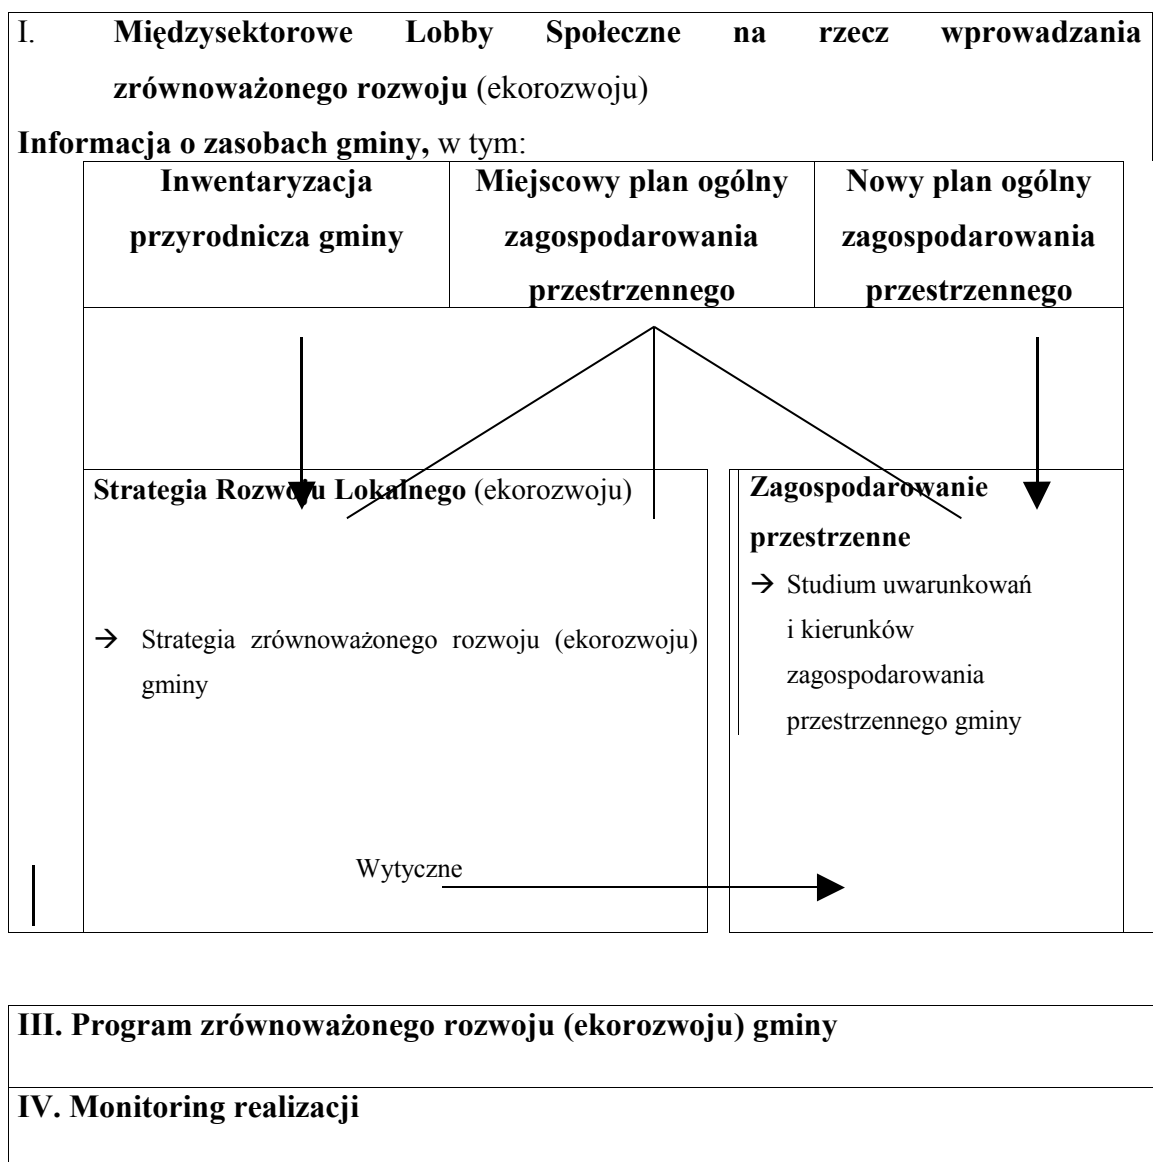 I. Międzysektorowe Lobby Społeczne na rzecz wprowadzania
zrównoważonego rozwoju (ekorozwoju)
Informacja o zasobach gminy, w tym:
Inwentaryzacja
przyrodnicza gminy
Miejscowy plan ogólny
zagospodarowania
przestrzennego
Nowy plan ogólny
zagospodarowania
przestrzennego
Strategia Rozwoju Lokalnego (ekorozwoju)
→ Strategia zrównoważonego rozwoju (ekorozwoju)
gminy
Zagospodarowanie
przestrzenne
→ Studium uwarunkowań
i kierunków
zagospodarowania
przestrzennego gminy
Wytyczne
III. Program zrównoważonego rozwoju (ekorozwoju) gminy
IV. Monitoring realizacji